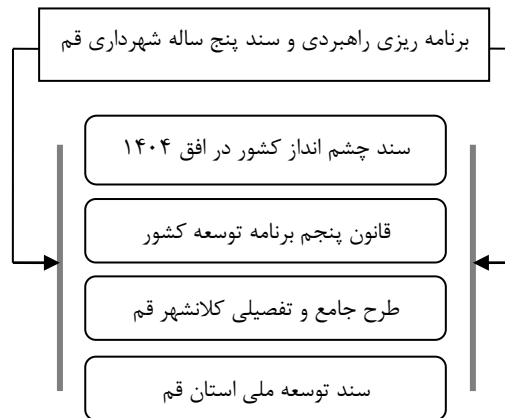 برنامه ریزی راهبردی و سند پنج ساله شهرداری قم
سند چشم انداز کشور در افق ۱۴۰۴
قانون پنجم برنامه توسعه کشور
طرح جامع و تفصیلی کلانشهر قم
سند توسعه ملی استان قم